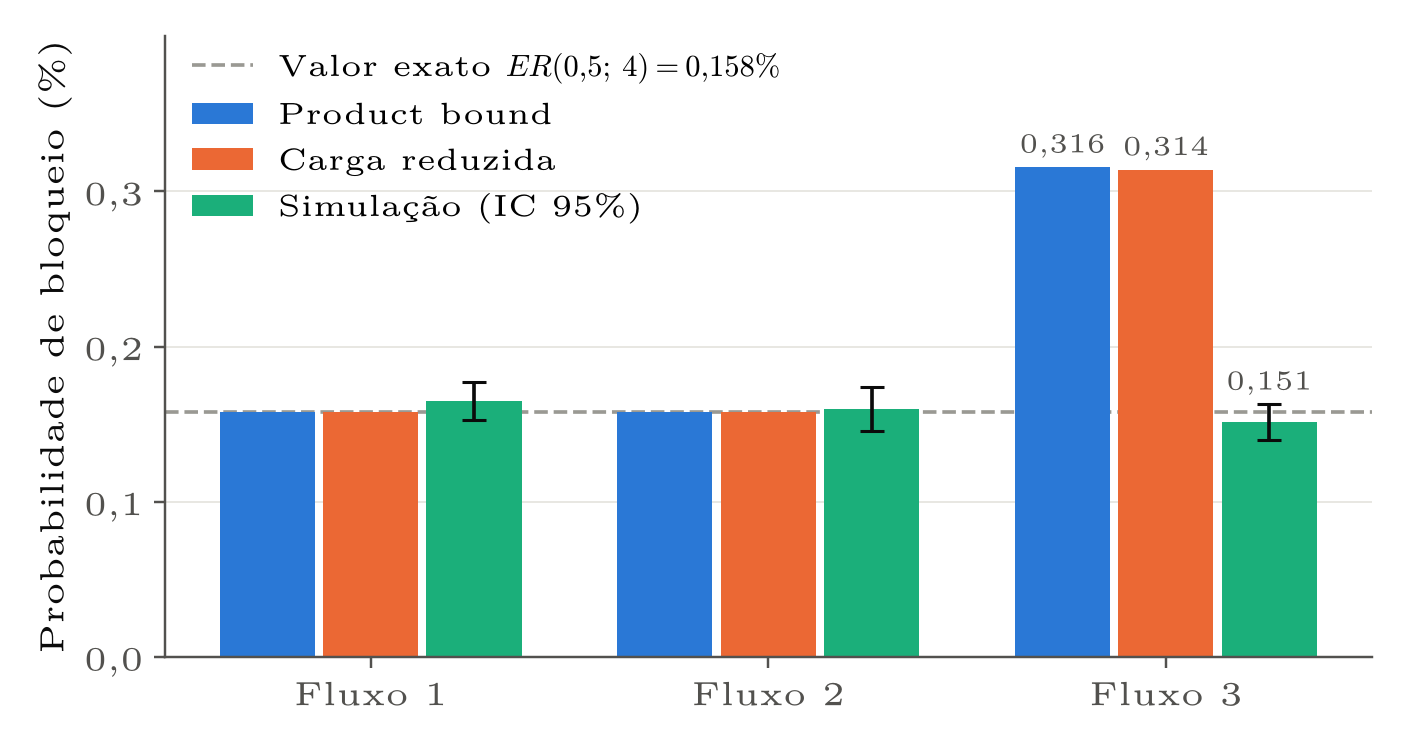 Probabilidade de bloqueio (%)
Valor exato ER(0,5; 4) = 0,158%
Product bound
Carga reduzida
Simulação (IC 95%)
0,316
0,314
0,151
0,3
0,2
0,1
0,0
Fluxo 1
Fluxo 2
Fluxo 3